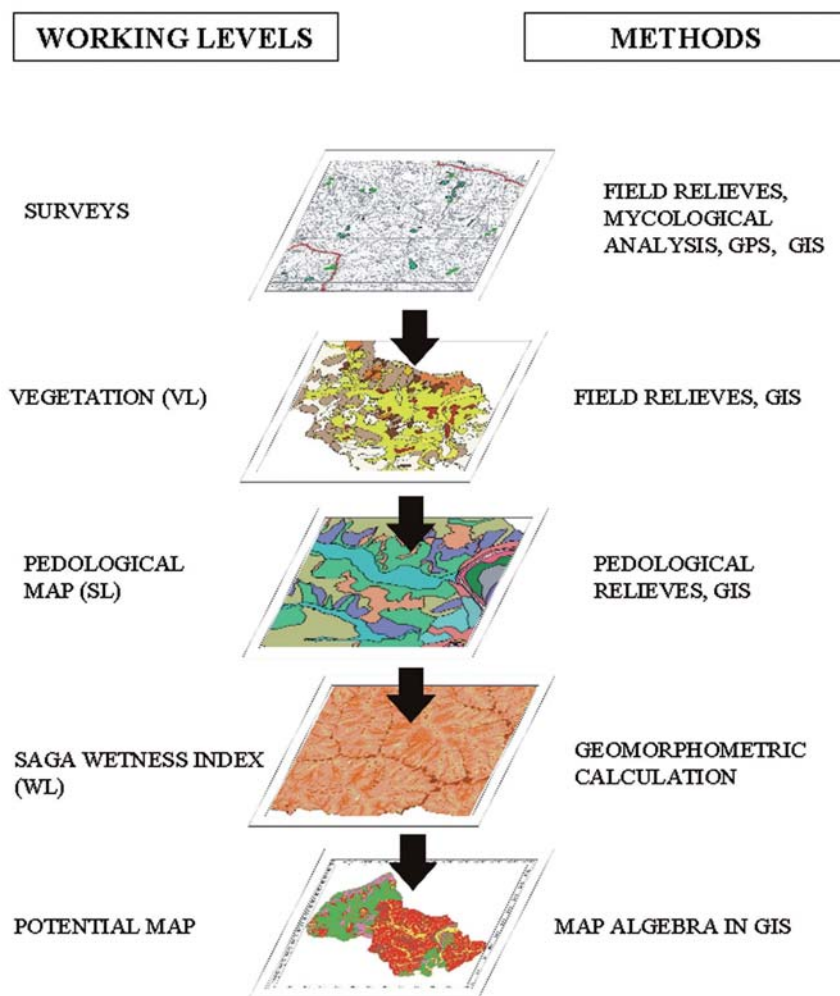 WORKING LEVELS
METHODS
SURVEYS
FIELD RELIEVES,
MYCOLOGICAL
ANALYSIS, GPS, GIS
VEGETATION (VL)
FIELD RELIEVES, GIS
PEDOLOGICAL
MAP (SL)
PEDOLOGICAL
RELIEVES, GIS
SAGA WETNESS INDEX
(WL)
GEOMORPHOMETRIC
CALCULATION
POTENTIAL MAP
MAP ALGEBRA IN GIS